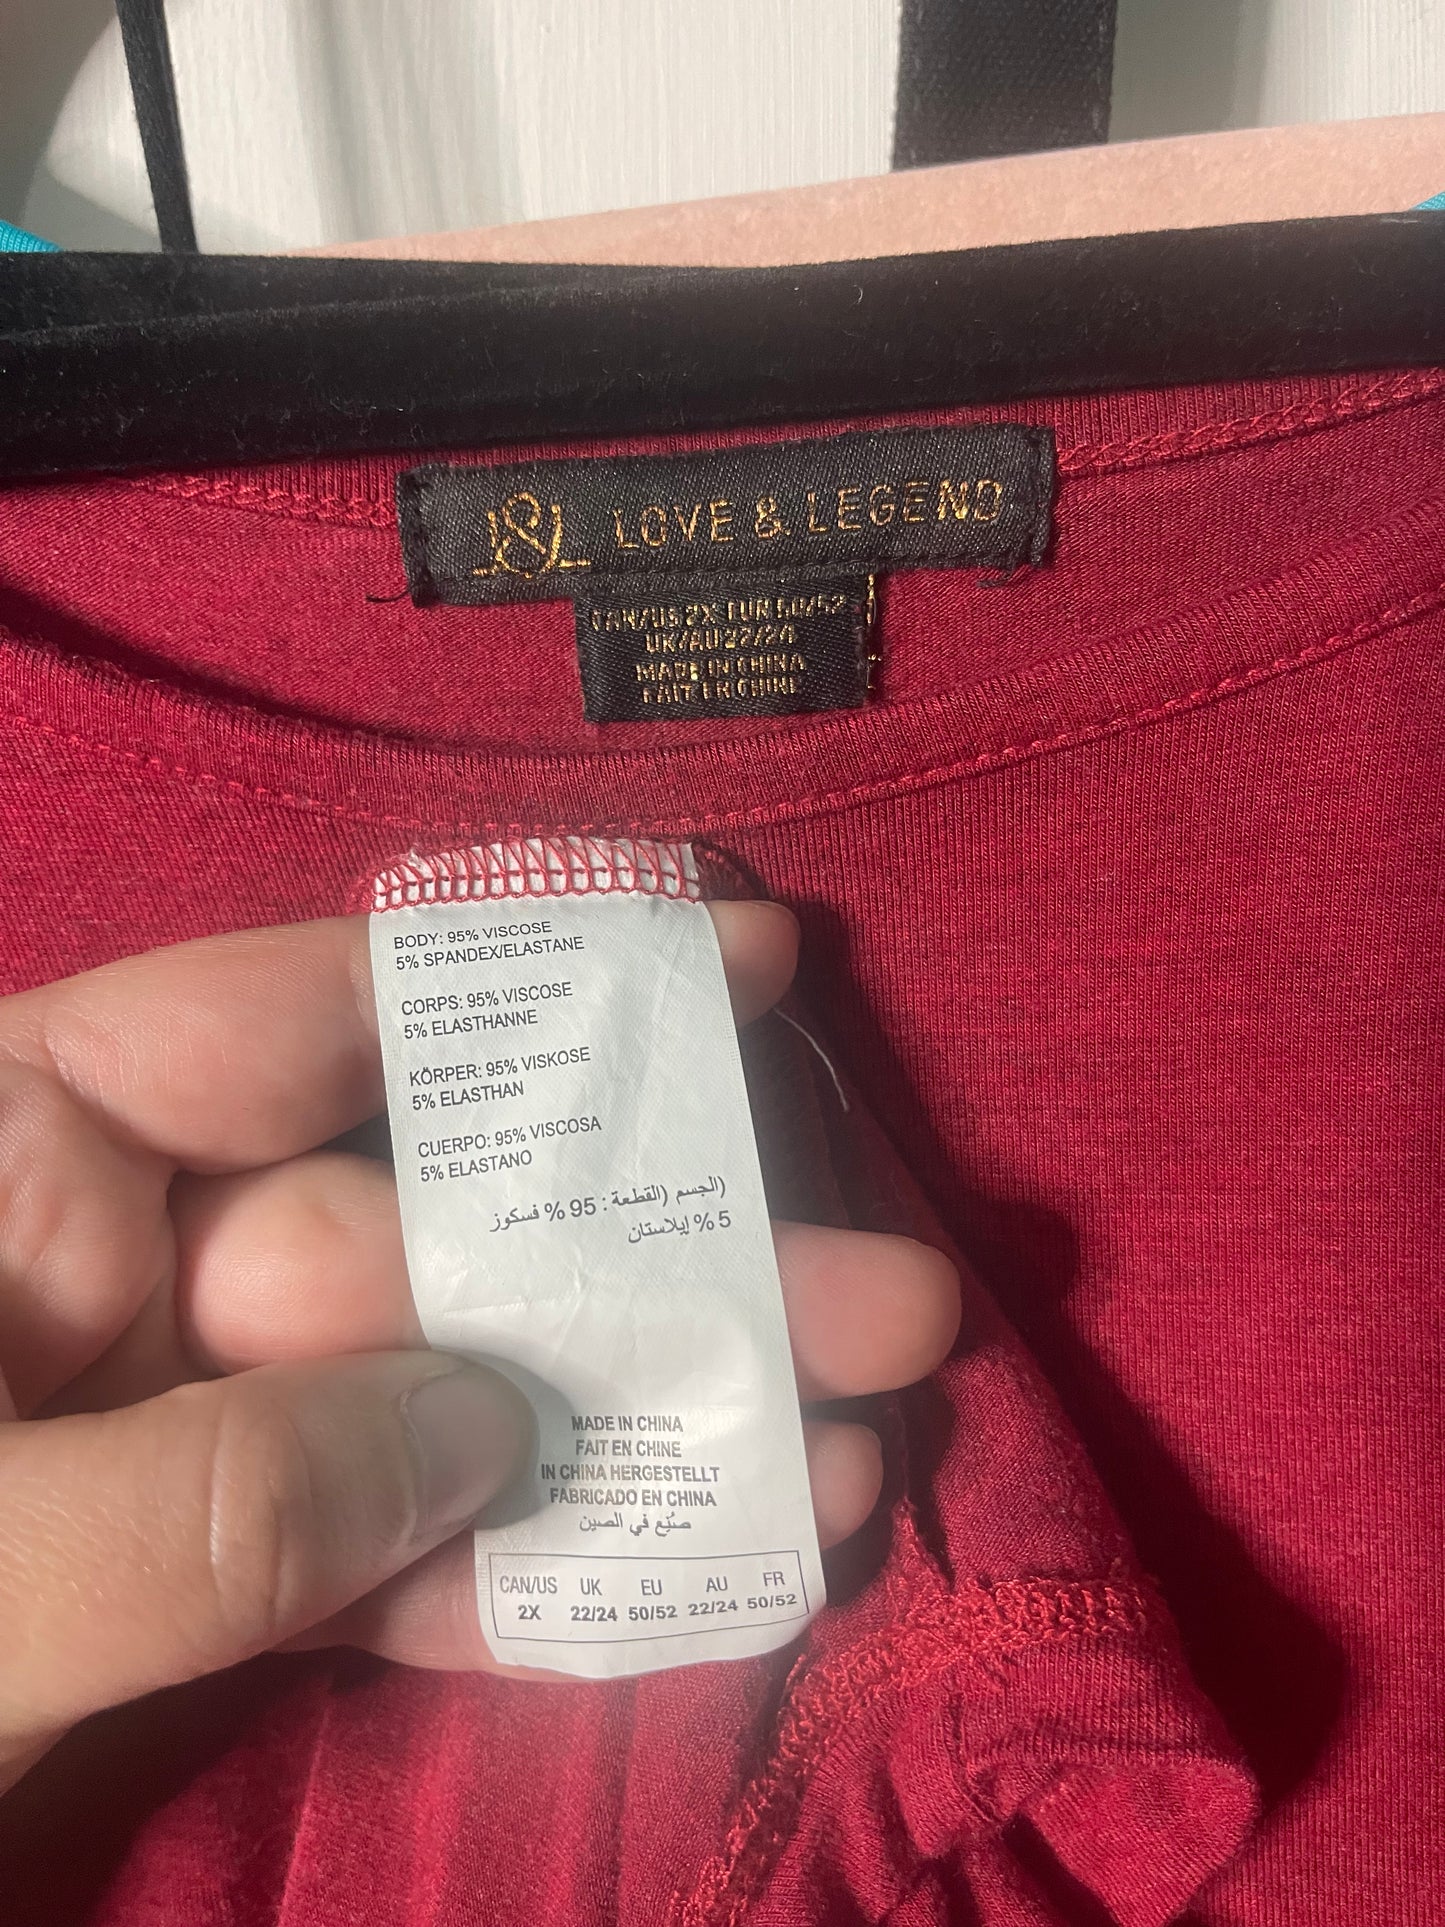 L&L LOVE & LEGEND
CAN/US 2X EUR 50/52
UK/AU 22/24
MADE IN CHINA
FAIT EN CHINE
BODY: 95% VISCOSE
5% SPANDEX/ELASTANE
CORPS: 95% VISCOSE
5% ELASTHANNE
KÖRPER: 95% VISKOSE
5% ELASTHAN
CUERPO: 95% VISCOSA
5% ELASTANO
(الجسم (القطعة: 95 % فسكوز
5 % إيلاستان
MADE IN CHINA
FAIT EN CHINE
IN CHINA HERGESTELLT
FABRICADO EN CHINA
صُنِع في الصين
CAN/US UK EU AU FR
2X 22/24 50/52 22/24 50/52